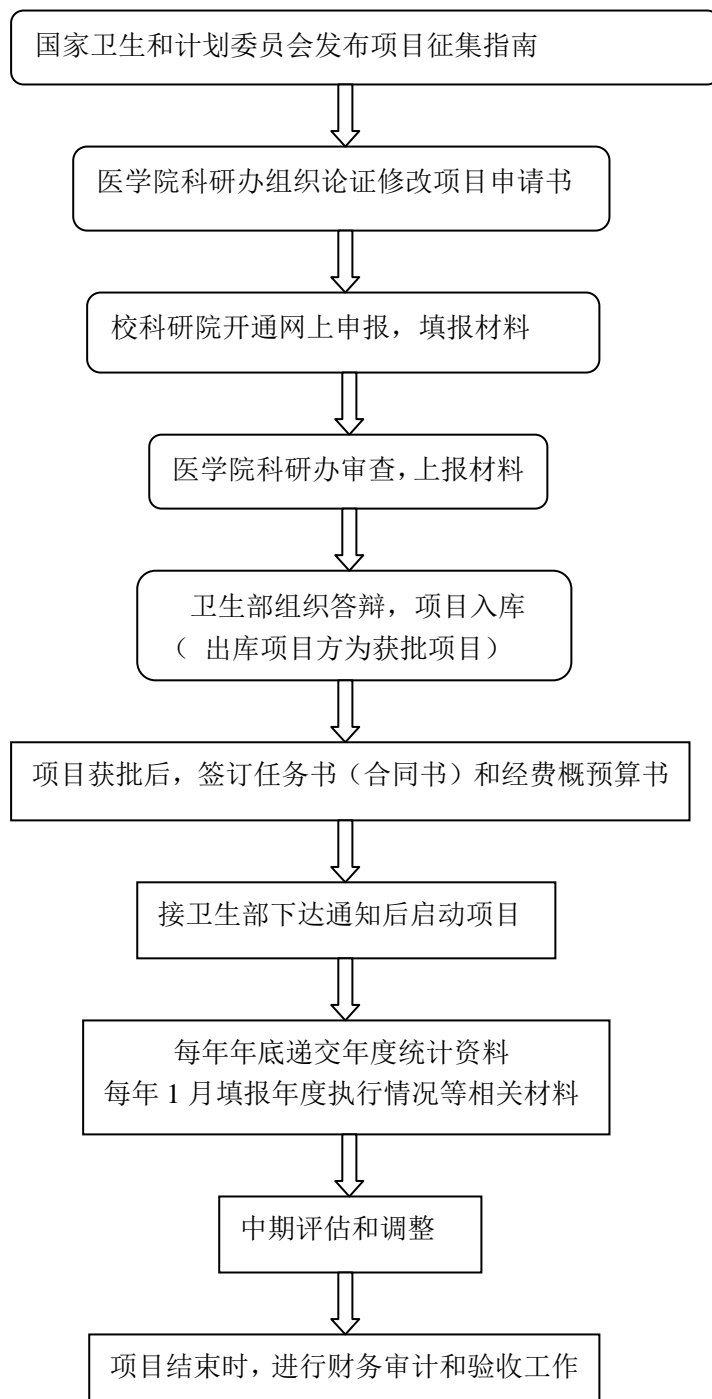 国家卫生和计划委员会发布项目征集指南
医学院科研办组织论证修改项目申请书
校科研院开通网上申报，填报材料
医学院科研办审查，上报材料
卫生部组织答辩，项目入库
（ 出库项目方为获批项目）
项目获批后，签订任务书（合同书）和经费概预算书
接卫生部下达通知后启动项目
每年年底递交年度统计资料
每年 1 月填报年度执行情况等相关材料
中期评估和调整
项目结束时，进行财务审计和验收工作